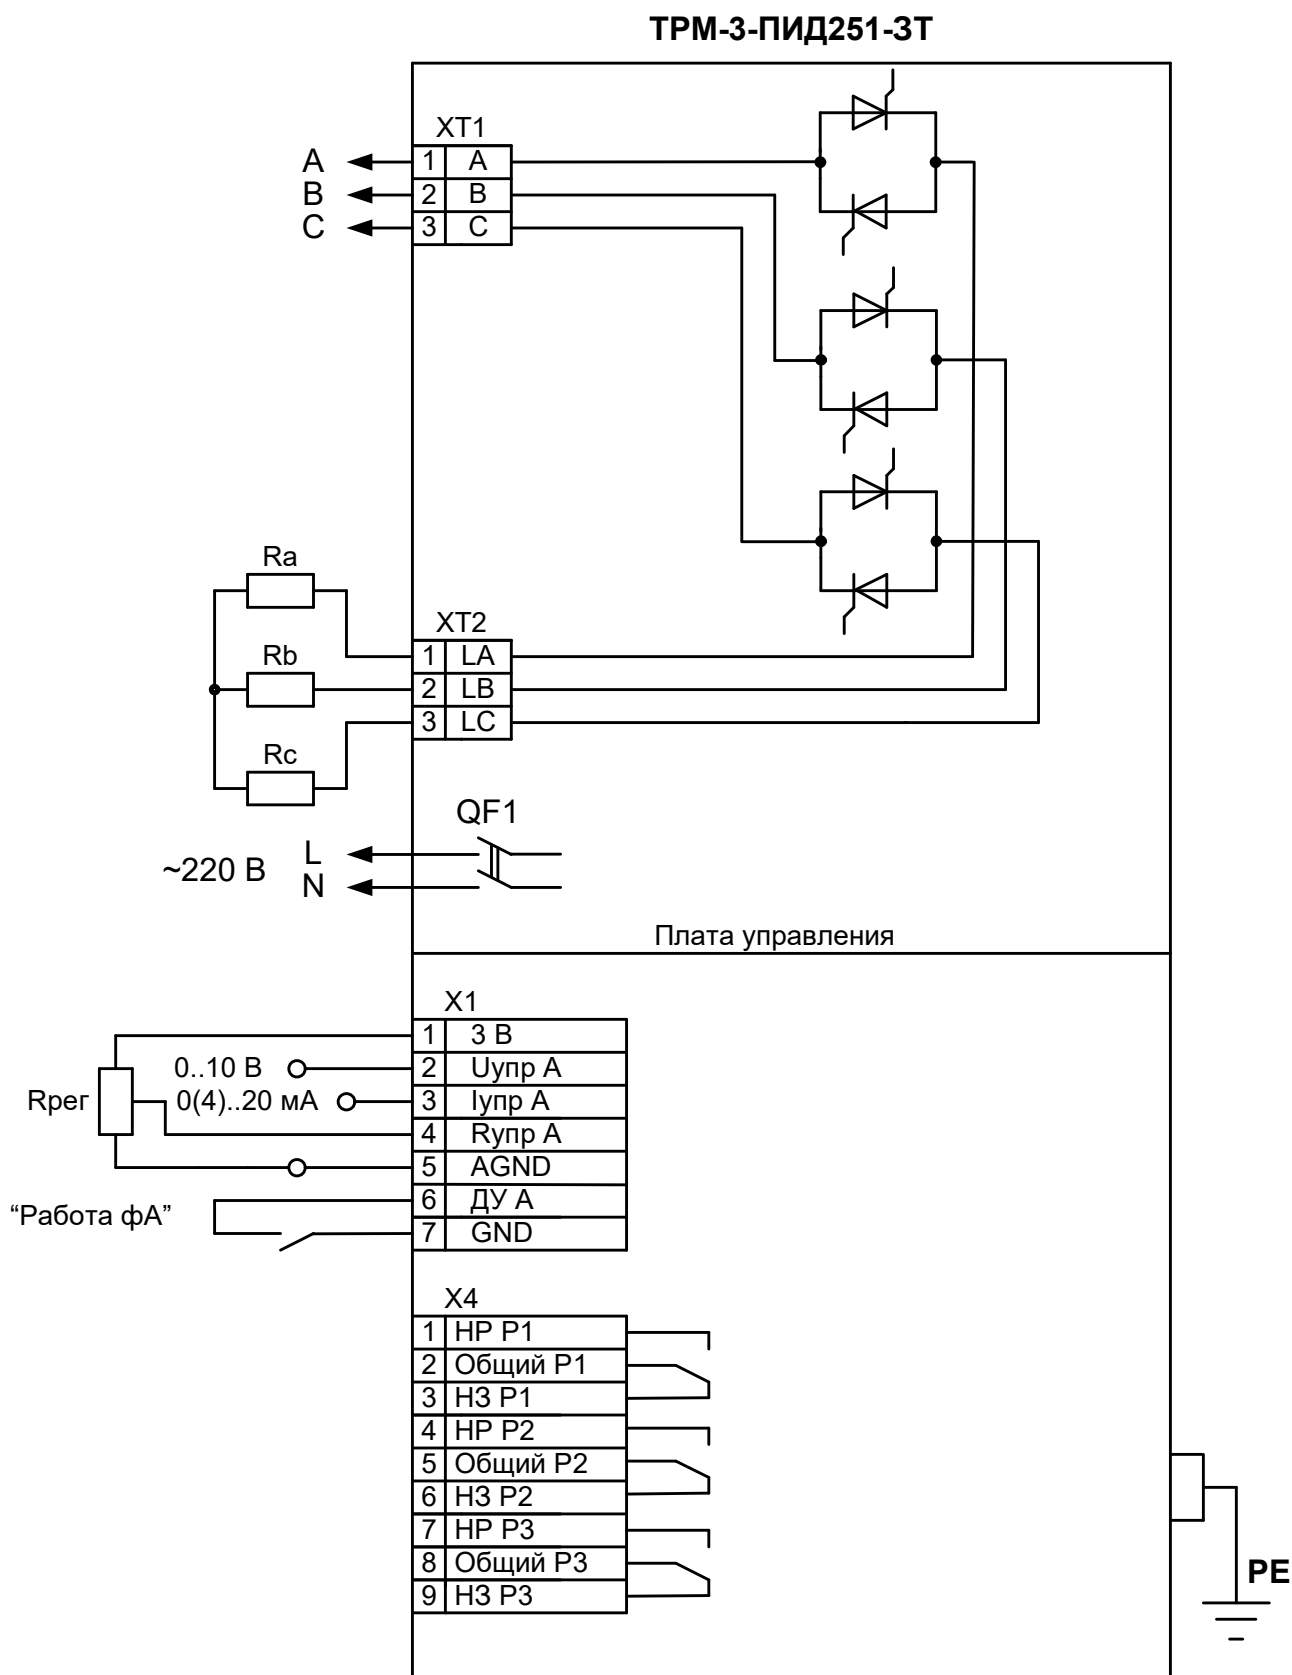 ТРМ-3-ПИД251-3Т
XT1
A 1 A
B 2 B
C 3 C
Ra
XT2
1 LA
Rb
2 LB
3 LC
Rc
QF1
~220 В
L
N
Плата управления
X1
1 3 В
0..10 В 2 Uупр А
Rрег 0(4)..20 мА 3 Iупр А
4 Rупр А
5 AGND
6 ДУ А
“Работа фА”
7 GND
X4
1 НР Р1
2 Общий Р1
3 НЗ Р1
4 НР Р2
5 Общий Р2
6 НЗ Р2
7 НР Р3
8 Общий Р3
9 НЗ Р3
PE